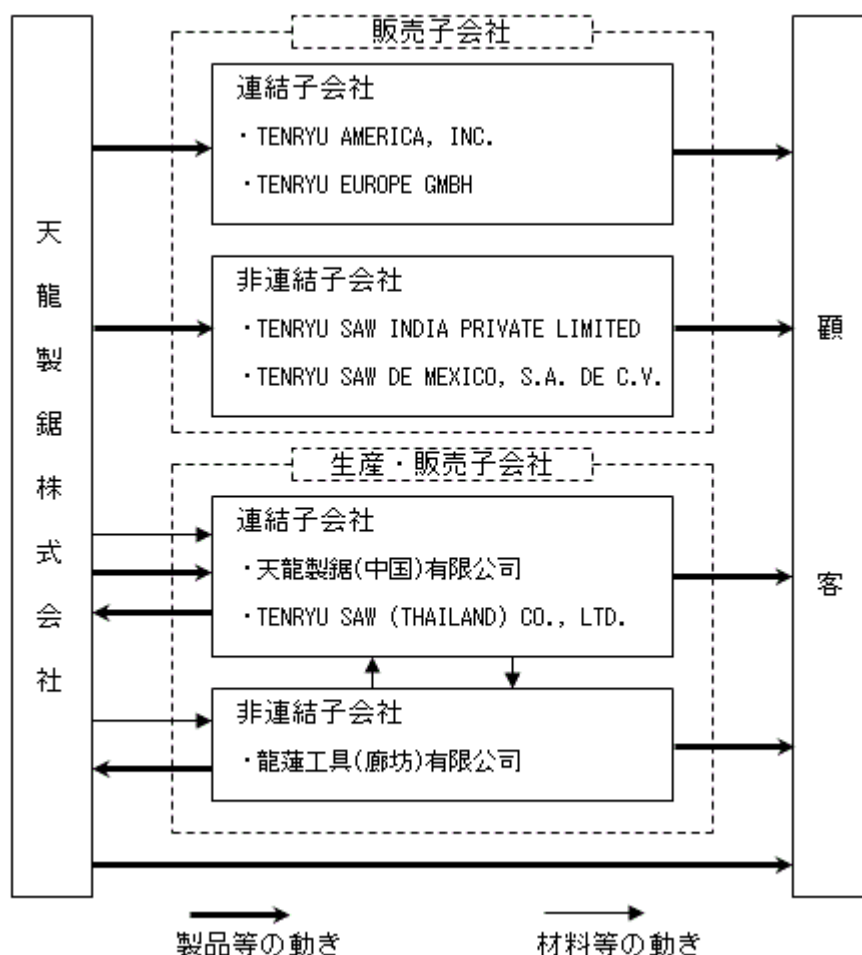 販売子会社
連結子会社
・TENRYU AMERICA, INC.
・TENRYU EUROPE GMBH
非連結子会社
・TENRYU SAW INDIA PRIVATE LIMITED
・TENRYU SAW DE MEXICO, S.A. DE C.V.
天龍製鋸株式会社
顧客
生産・販売子会社
連結子会社
・天龍製鋸(中国)有限公司
・TENRYU SAW (THAILAND) CO., LTD.
非連結子会社
・龍蓮工具(廊坊)有限公司
製品等の動き
材料等の動き